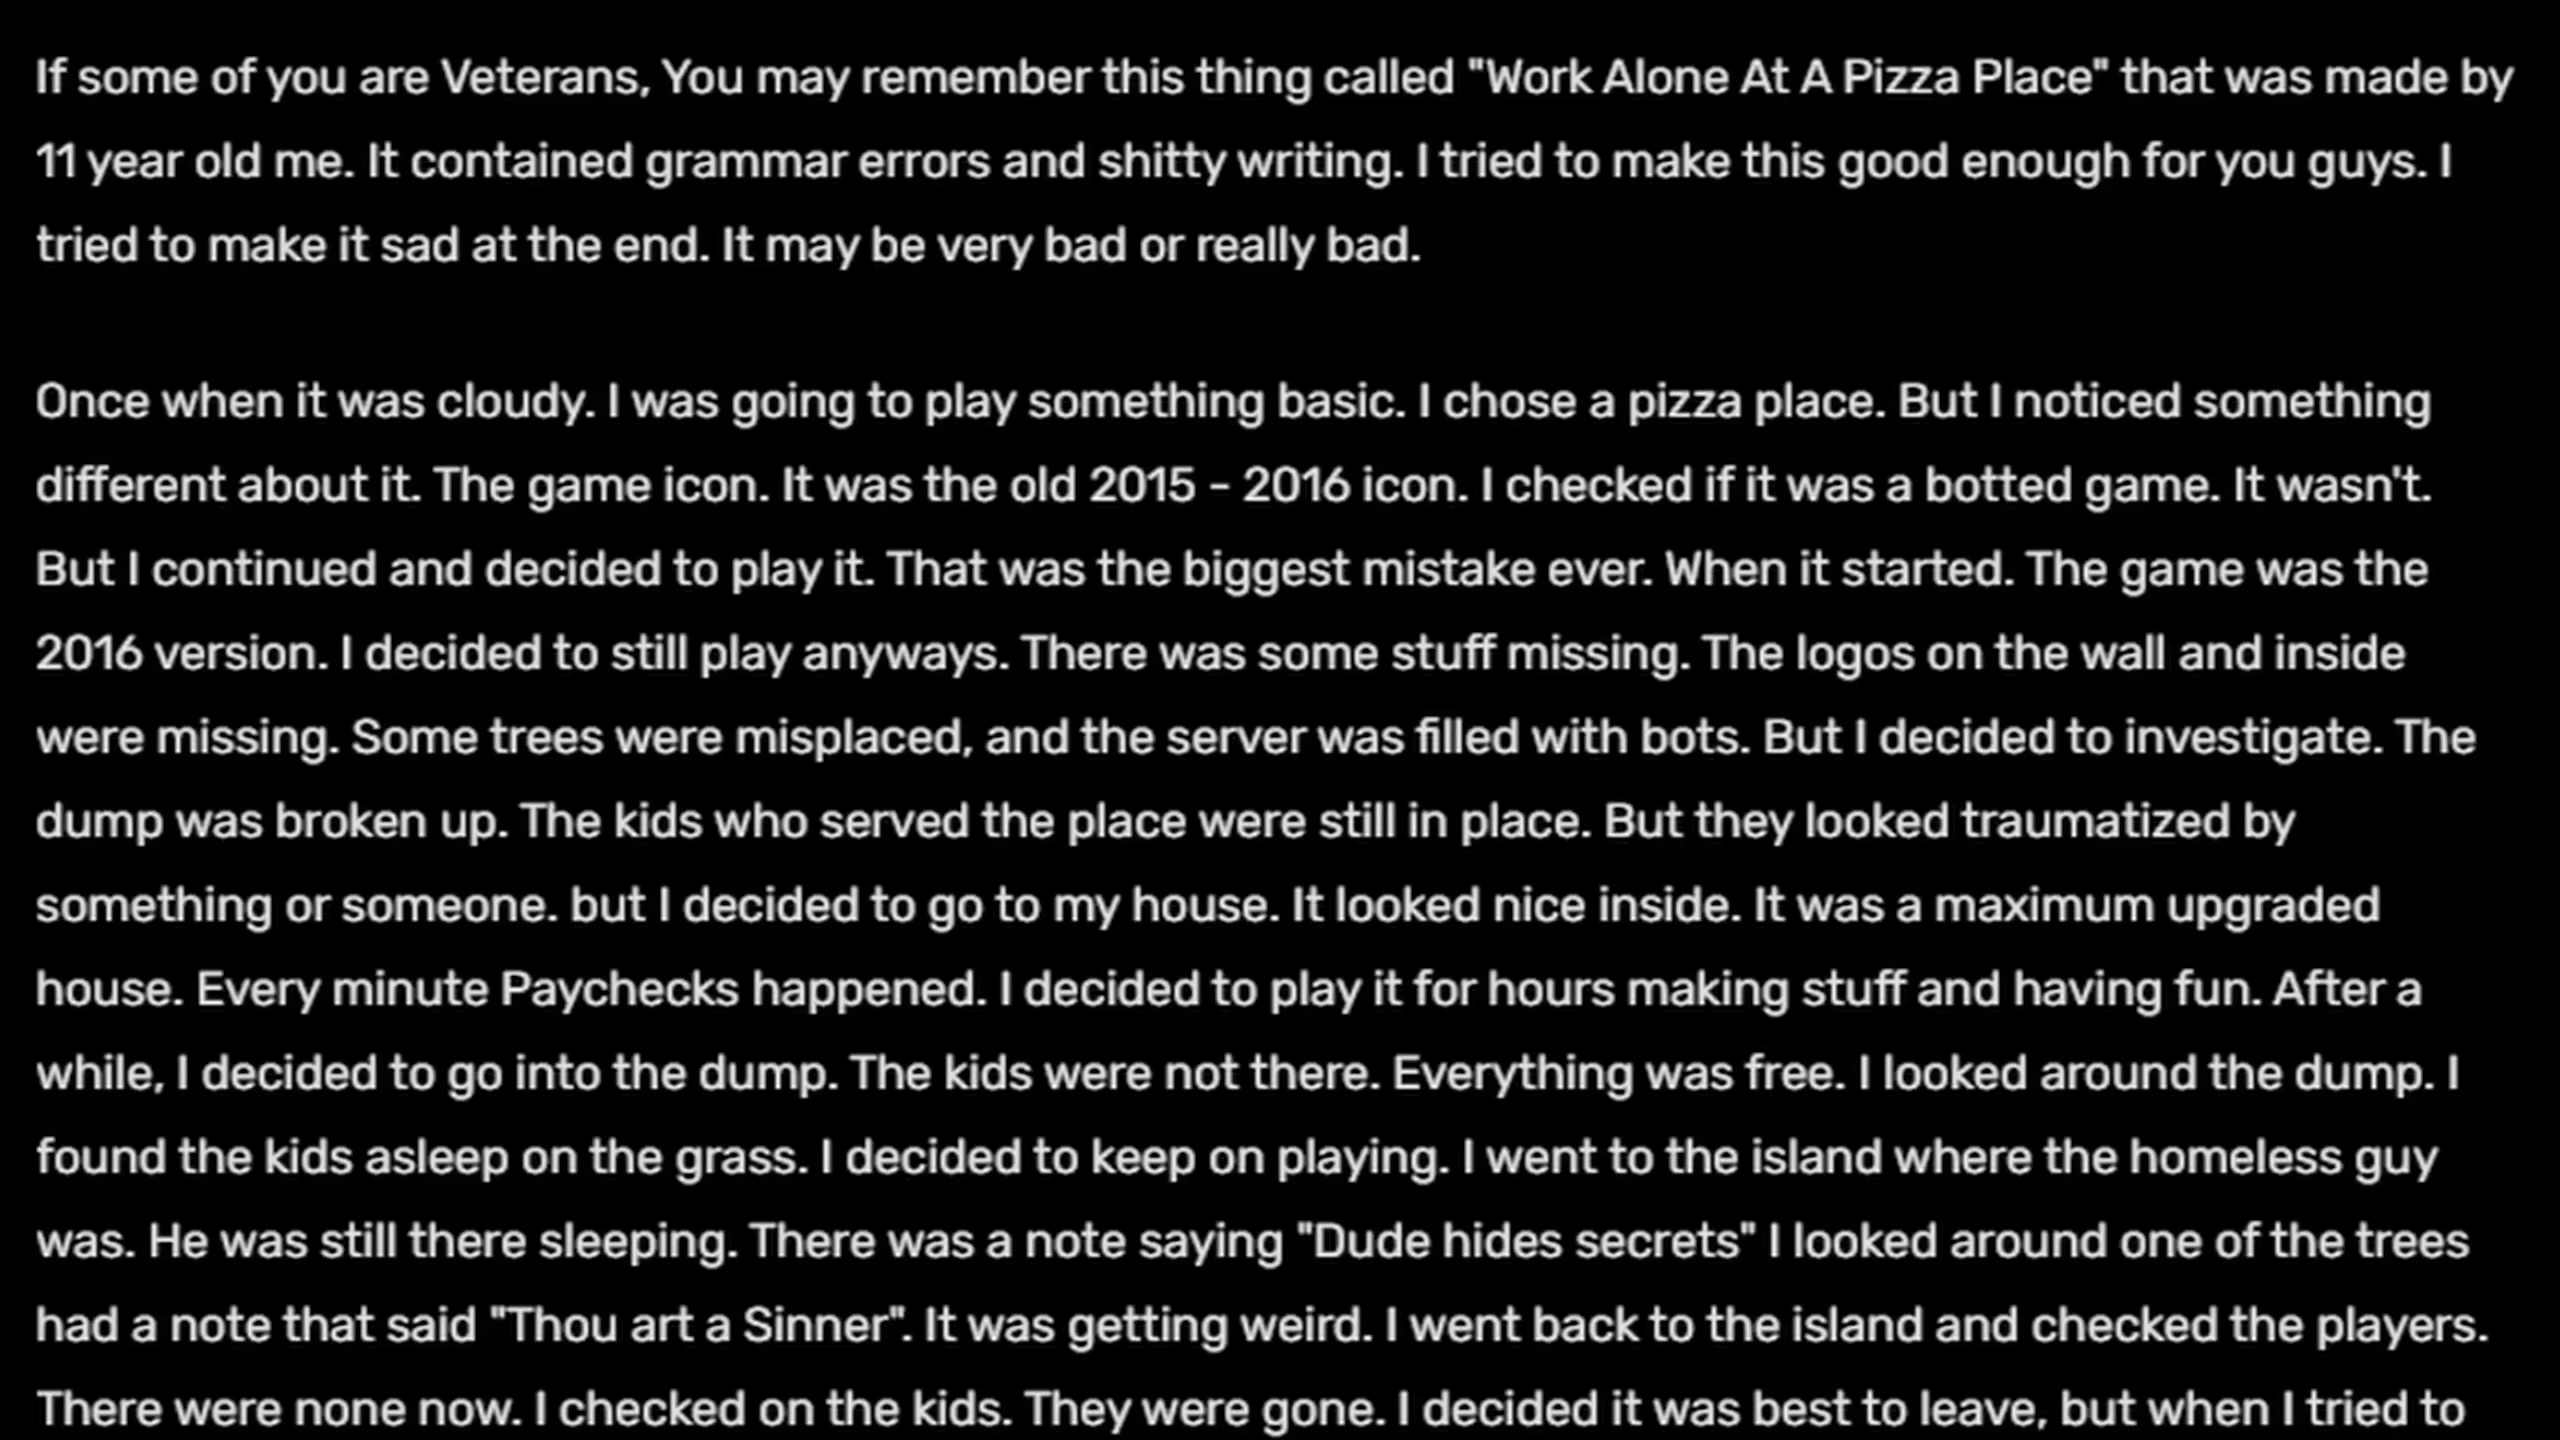 If some of you are Veterans, You may remember this thing called "Work Alone At A Pizza Place" that was made by
11 year old me. It contained grammar errors and shitty writing. I tried to make this good enough for you guys. I
tried to make it sad at the end. It may be very bad or really bad.
Once when it was cloudy. I was going to play something basic. I chose a pizza place. But I noticed something
different about it. The game icon. It was the old 2015 - 2016 icon. I checked if it was a botted game. It wasn't.
But I continued and decided to play it. That was the biggest mistake ever. When it started. The game was the
2016 version. I decided to still play anyways. There was some stuff missing. The logos on the wall and inside
were missing. Some trees were misplaced, and the server was filled with bots. But I decided to investigate. The
dump was broken up. The kids who served the place were still in place. But they looked traumatized by
something or someone. but I decided to go to my house. It looked nice inside. It was a maximum upgraded
house. Every minute Paychecks happened. I decided to play it for hours making stuff and having fun. After a
while, I decided to go into the dump. The kids were not there. Everything was free. I looked around the dump. I
found the kids asleep on the grass. I decided to keep on playing. I went to the island where the homeless guy
was. He was still there sleeping. There was a note saying "Dude hides secrets" I looked around one of the trees
had a note that said "Thou art a Sinner". It was getting weird. I went back to the island and checked the players.
There were none now. I checked on the kids. They were gone. I decided it was best to leave, but when I tried to